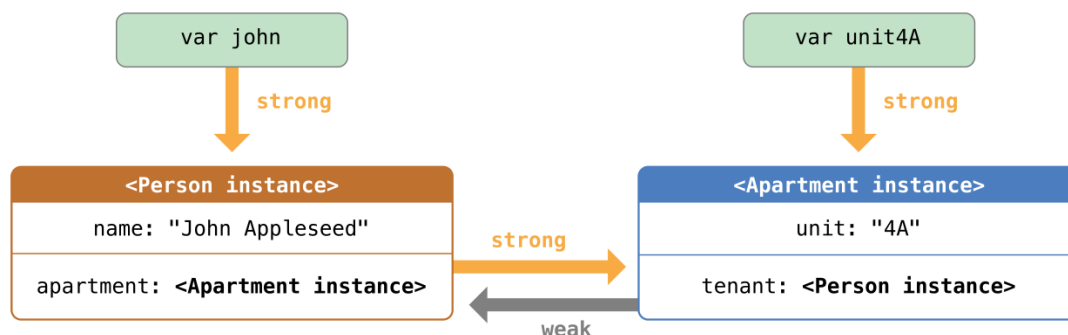 var john
var unit4A
strong
strong
<Person instance>
<Apartment instance>
name: "John Appleseed"
unit: "4A"
strong
apartment: <Apartment instance>
tenant: <Person instance>
weak